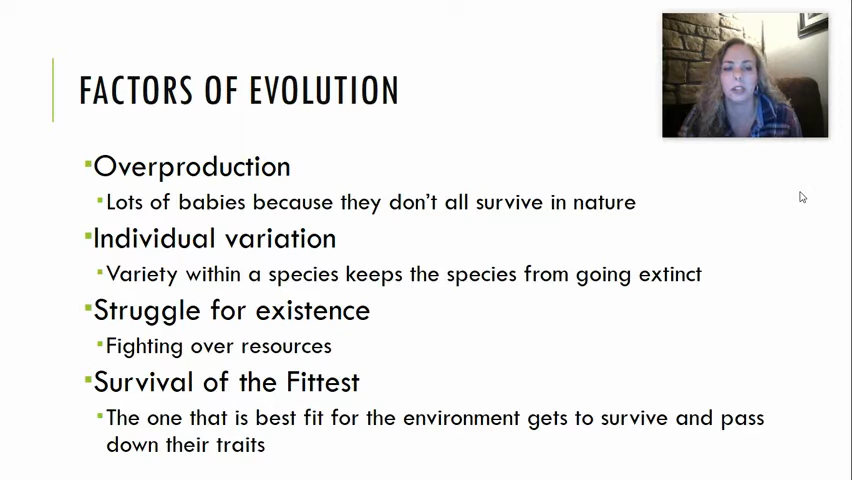 FACTORS OF EVOLUTION
Overproduction
Lots of babies because they don't all survive in nature
Individual variation
Variety within a species keeps the species from going extinct
Struggle for existence
Fighting over resources
Survival of the Fittest
The one that is best fit for the environment gets to survive and pass
down their traits